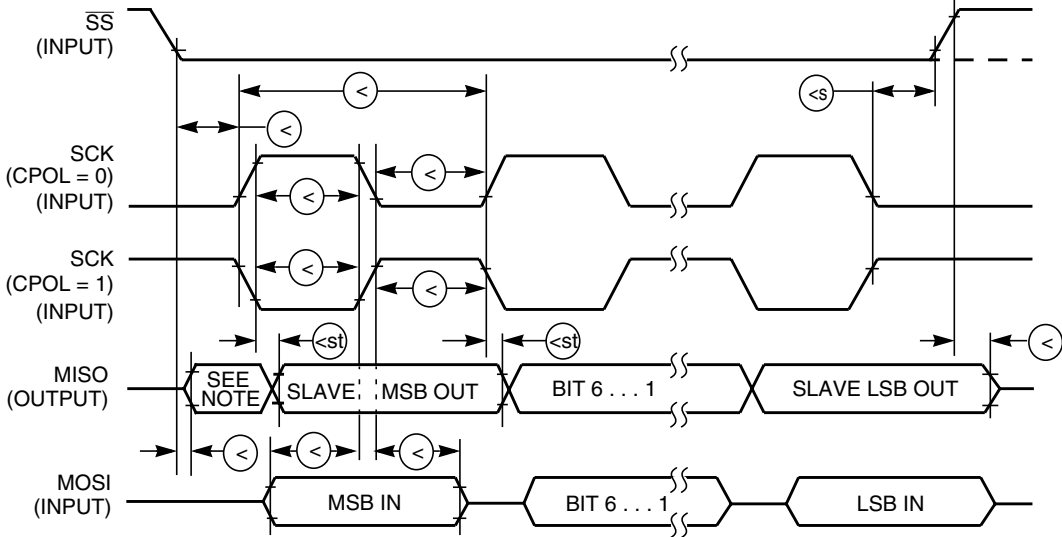 SS
(INPUT)
<
<s
<
SCK
(CPOL = 0)
(INPUT)
<
<
SCK
(CPOL = 1)
(INPUT)
<
<
<st
<st
<
MISO
(OUTPUT)
SEE
NOTE
SLAVE
MSB OUT
BIT 6 . . . 1
SLAVE LSB OUT
<
<
<
MOSI
(INPUT)
MSB IN
BIT 6 . . . 1
LSB IN